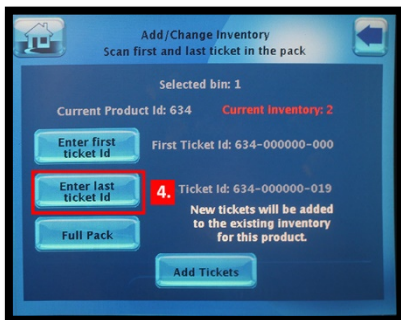 Add/Change Inventory
Scan first and last ticket in the pack
Selected bin: 1
Current Product Id: 634 Current Inventory: 2
Enter first
ticket Id
First Ticket Id: 634-000000-000
Enter last
ticket Id
4.
Ticket Id: 634-000000-019
New tickets will be added
to the existing inventory
for this product.
Full Pack
Add Tickets